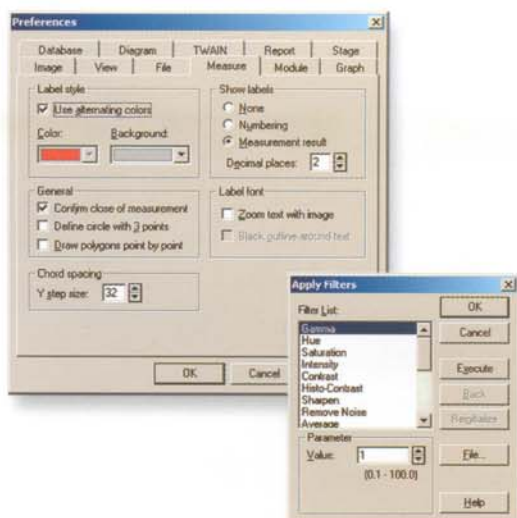 Preferences
Database Diagram TWAIN Report Stage
Image View File Measure Module Graph
Label style
Use alternating colors
Color: Background:
Show labels
None
Numbering
Measurement result
Decimal places: 2
General
Confirm close of measurement
Define circle with 3 points
Draw polygons point by point
Label font
Zoom text with image
Black outline around text
Chord spacing
Y step size: 32
OK Cancel
Apply Filters
Filter List:
Gamma
Hue
Saturation
Intensity
Contrast
Histo-Contrast
Sharpen
Remove Noise
Average
OK
Cancel
Execute
Back
Reinitialize
File...
Help
Parameter
Value: 1
(0.1 - 100.0)